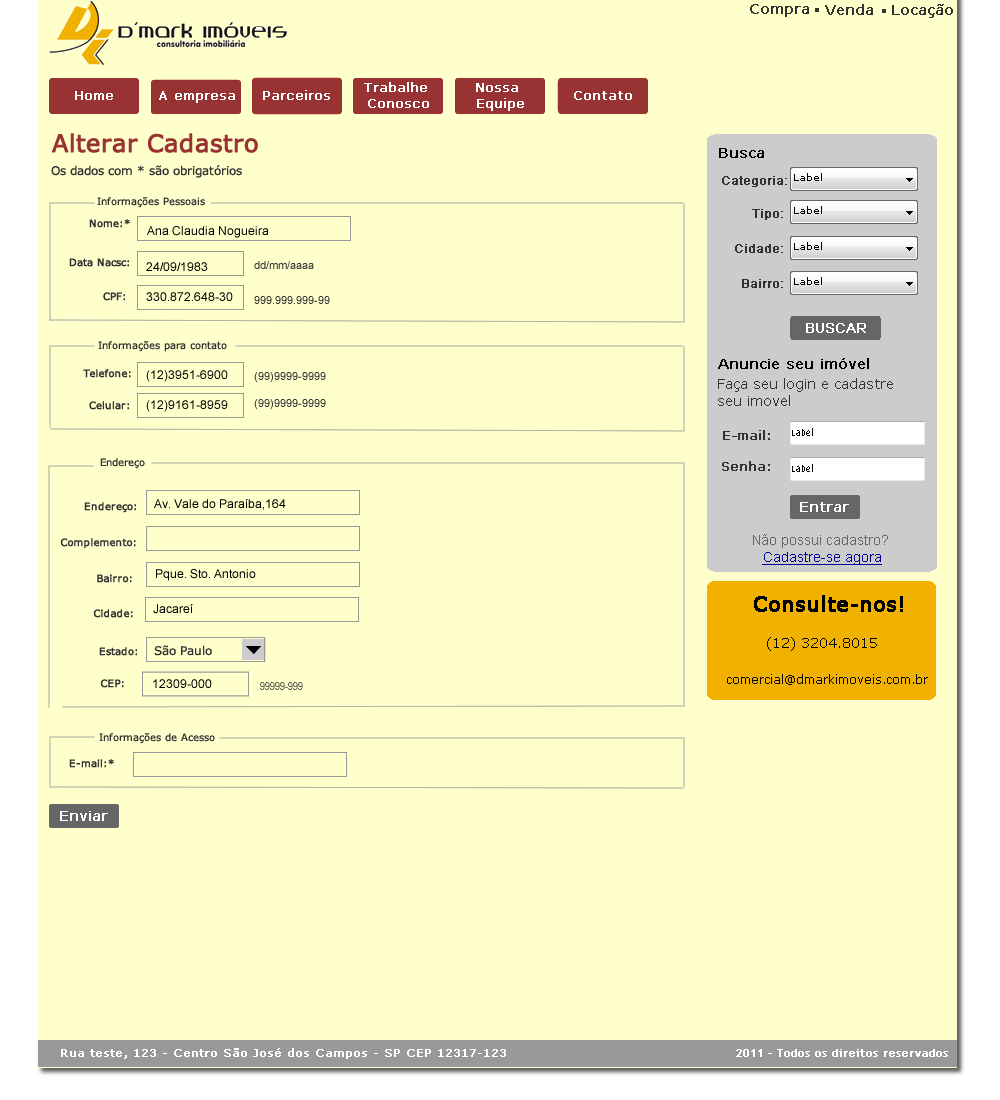 Compra ▪ Venda ▪ Locação
D'mark imóveis
consultoria imobiliária
Home
A empresa
Parceiros
Trabalhe
Conosco
Nossa
Equipe
Contato
Alterar Cadastro
Os dados com * são obrigatórios
Informações Pessoais
Nome:* Ana Claudia Nogueira
Data Nacsc: 24/09/1983 dd/mm/aaaa
CPF: 330.872.648-30 999.999.999-99
Informações para contato
Telefone: (12)3951-6900 (99)9999-9999
Celular: (12)9161-8959 (99)9999-9999
Endereço
Endereço: Av. Vale do Paraíba,164
Complemento:
Bairro: Pque. Sto. Antonio
Cidade: Jacareí
Estado: São Paulo
CEP: 12309-000 99999-999
Informações de Acesso
E-mail:*
Enviar
Busca
Categoria: Label
Tipo: Label
Cidade: Label
Bairro: Label
BUSCAR
Anuncie seu imóvel
Faça seu login e cadastre
seu imovel
E-mail: Label
Senha: Label
Entrar
Não possui cadastro?
Cadastre-se agora
Consulte-nos!
(12) 3204.8015
comercial@dmarkimoveis.com.br
Rua teste, 123 - Centro São José dos Campos - SP CEP 12317-123
2011 - Todos os direitos reservados